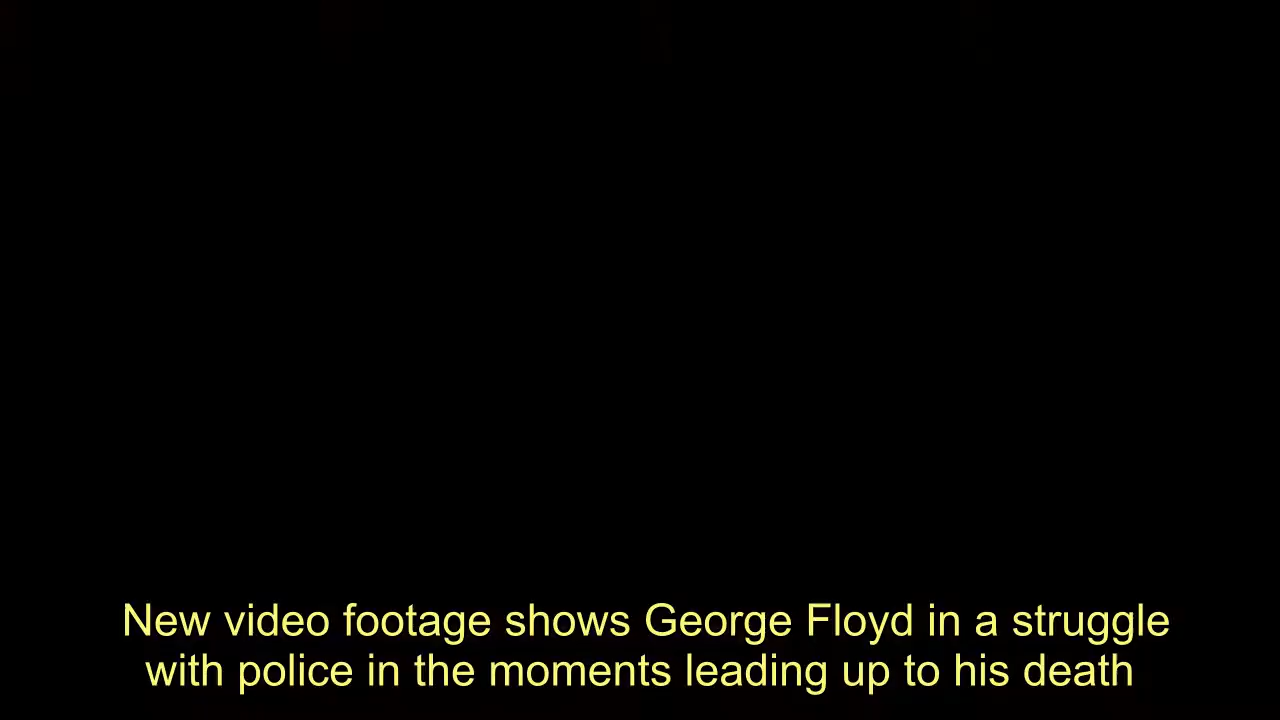 New video footage shows George Floyd in a struggle
with police in the moments leading up to his death